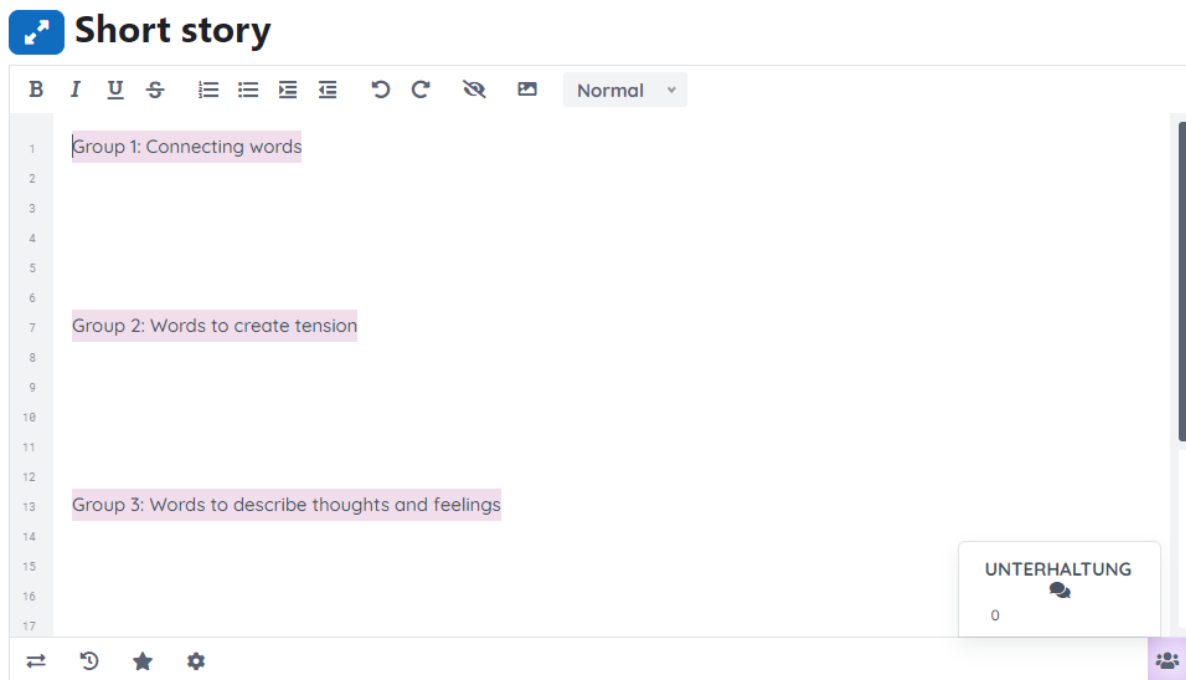 Short story
B I U S Normal
1 Group 1: Connecting words
2
3
4
5
6
7 Group 2: Words to create tension
8
9
10
11
12
13 Group 3: Words to describe thoughts and feelings
14
15
16
17
UNTERHALTUNG
0